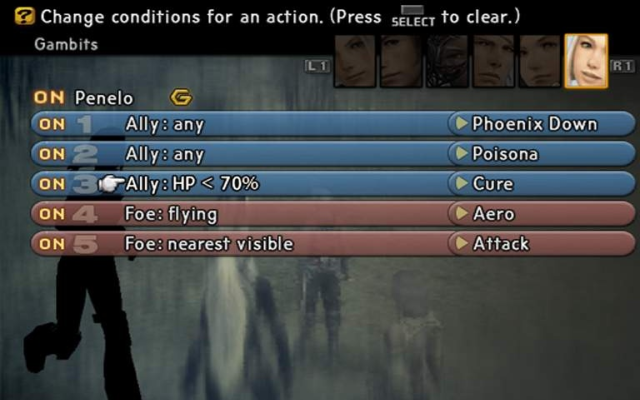 ? Change conditions for an action. (Press SELECT to clear.)
Gambits
L1 R1
ON Penelo G
ON 1 Ally: any Phoenix Down
ON 2 Ally: any Poisona
ON 3 Ally: HP < 70% Cure
ON 4 Foe: flying Aero
ON 5 Foe: nearest visible Attack